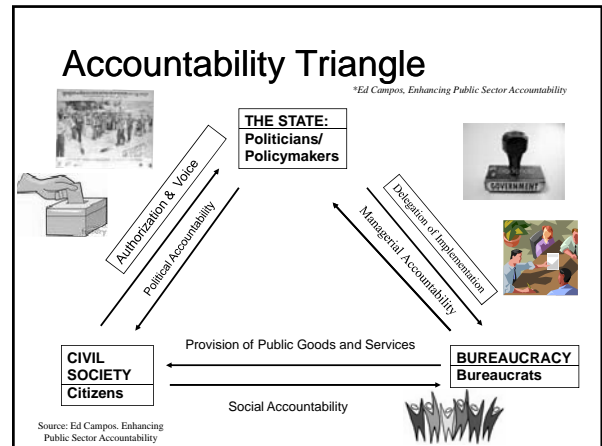 Accountability Triangle
*Ed Campos, Enhancing Public Sector Accountability
THE STATE:
Politicians/
Policymakers
GOVERNMENT
Authorization & Voice
Political Accountability
Delegation of Implementation
Managerial Accountability
CIVIL
SOCIETY
Citizens
Provision of Public Goods and Services
Social Accountability
BUREAUCRACY
Bureaucrats
Source: Ed Campos. Enhancing
Public Sector Accountability